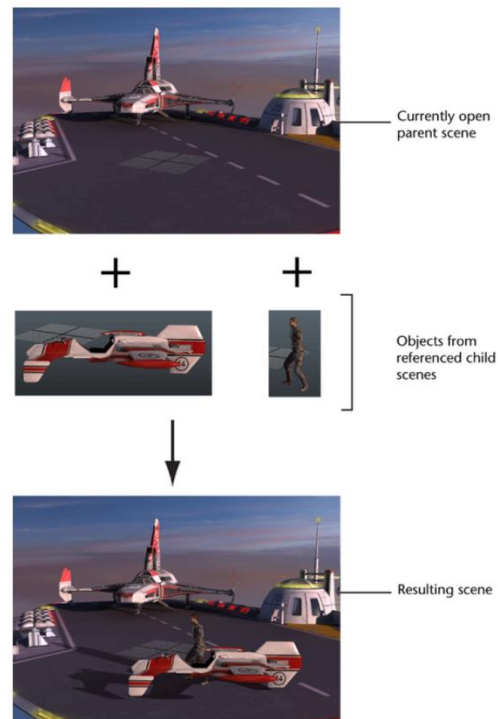 Currently open
parent scene
Objects from
referenced child
scenes
Resulting scene